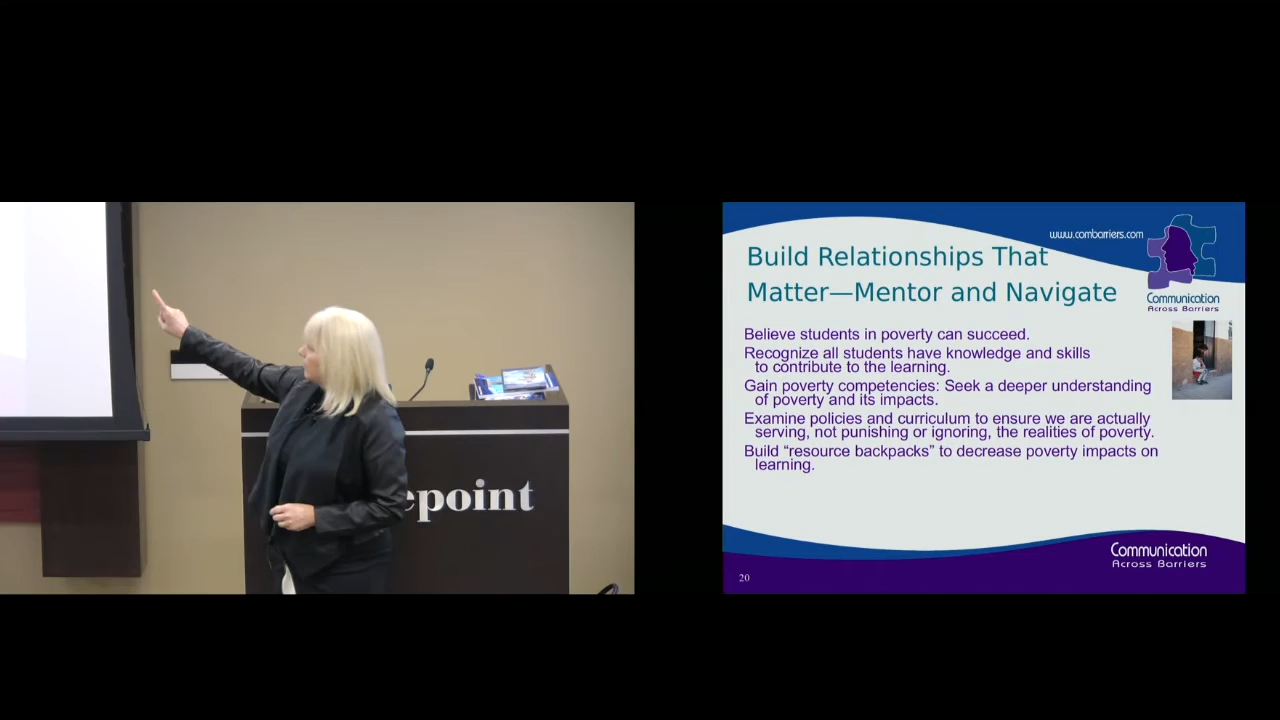 epoint
www.combarriers.com
Communication
Across Barriers
Build Relationships That
Matter—Mentor and Navigate
Believe students in poverty can succeed.
Recognize all students have knowledge and skills
to contribute to the learning.
Gain poverty competencies: Seek a deeper understanding
of poverty and its impacts.
Examine policies and curriculum to ensure we are actually
serving, not punishing or ignoring, the realities of poverty.
Build “resource backpacks” to decrease poverty impacts on
learning.
Communication
Across Barriers
20